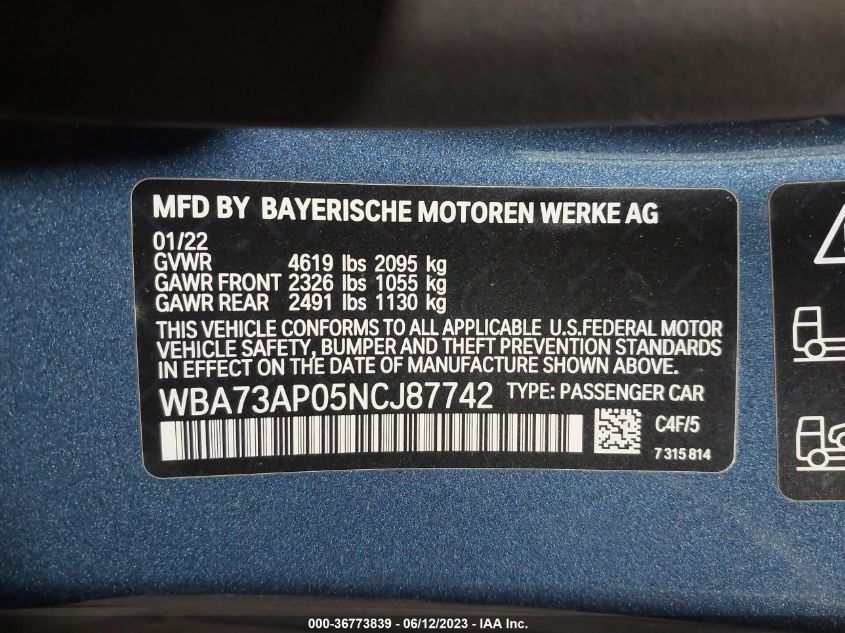 MFD BY BAYERISCHE MOTOREN WERKE AG
01/22
GVWR 4619 lbs 2095 kg
GAWR FRONT 2326 lbs 1055 kg
GAWR REAR 2491 lbs 1130 kg
THIS VEHICLE CONFORMS TO ALL APPLICABLE U.S.FEDERAL MOTOR
VEHICLE SAFETY, BUMPER AND THEFT PREVENTION STANDARDS
IN EFFECT ON THE DATE OF MANUFACTURE SHOWN ABOVE.
WBA73AP05NCJ87742 TYPE: PASSENGER CAR
C4F/5
7 315 814
000-36773839 - 06/12/2023 - IAA Inc.